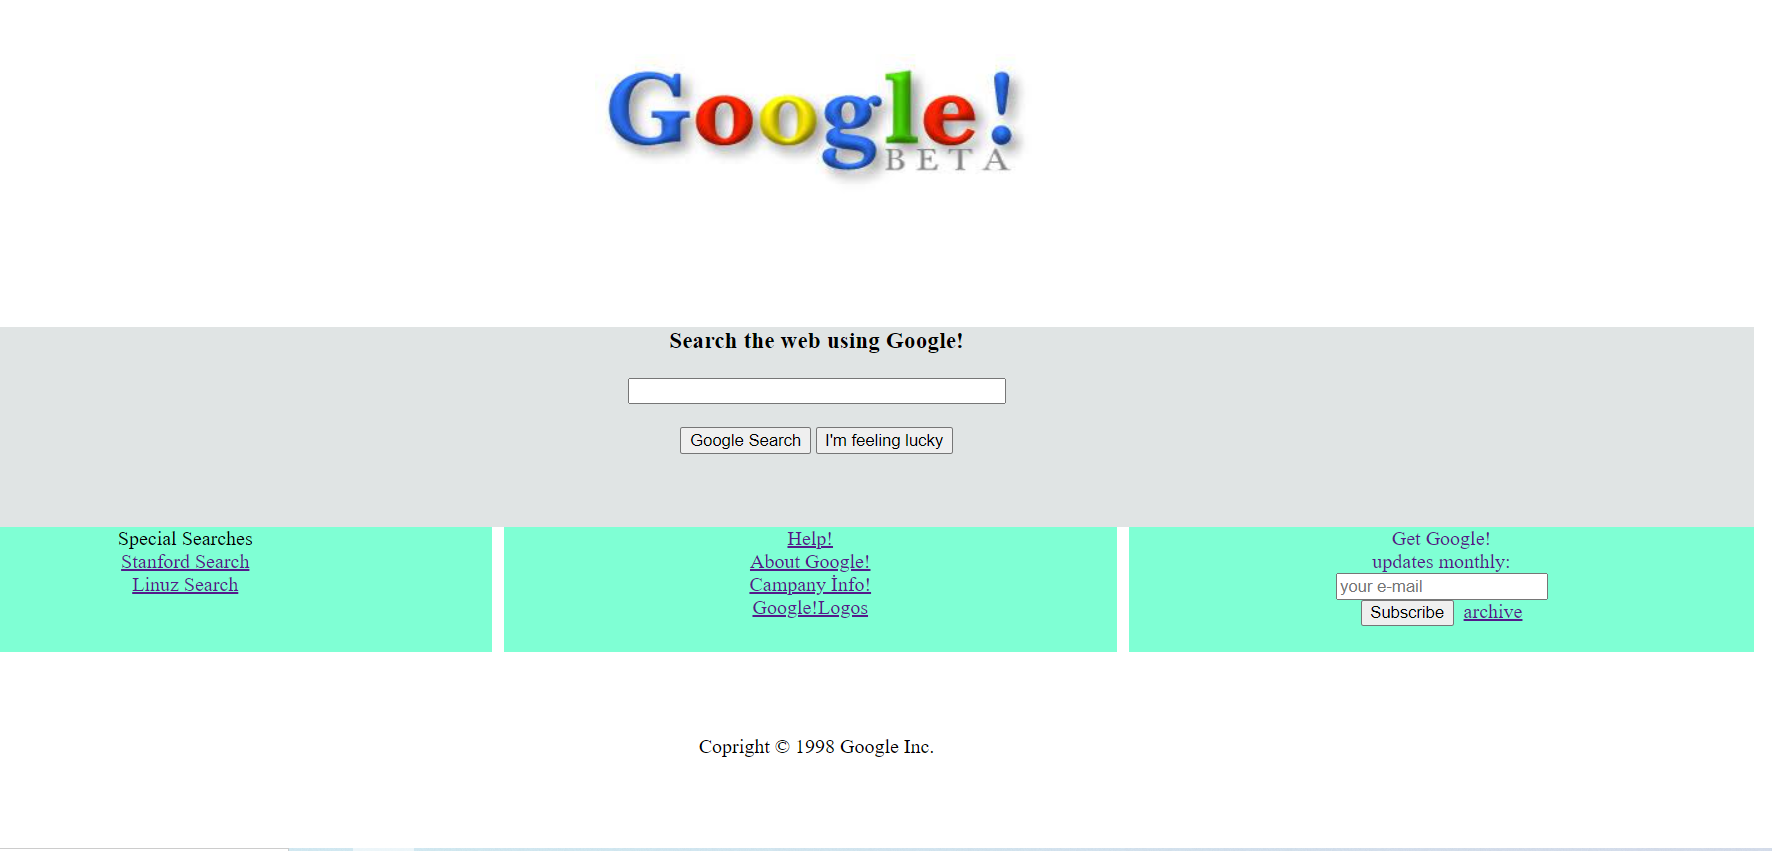 Google!
BETA
Search the web using Google!
Google Search I'm feeling lucky
Special Searches
Stanford Search
Linuz Search
Help!
About Google!
Campany İnfo!
Google!Logos
Get Google!
updates monthly:
your e-mail
Subscribe archive
Copright © 1998 Google Inc.